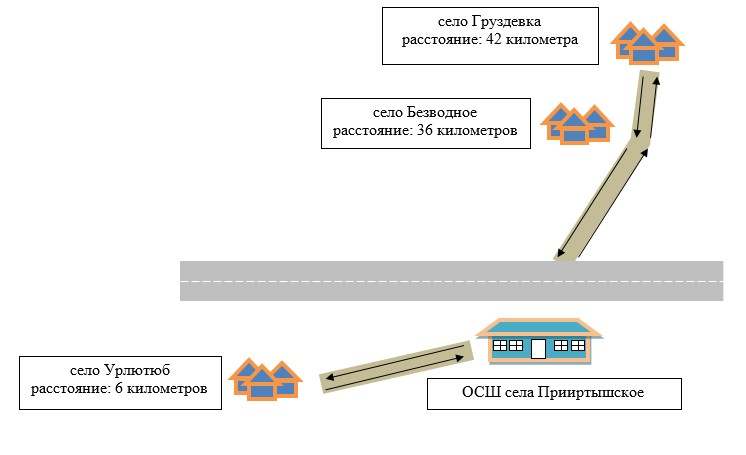 село Груздевка
расстояние: 42 километра
село Безводное
расстояние: 36 километров
село Урлютюб
расстояние: 6 километров
ОСШ села Прииртышское